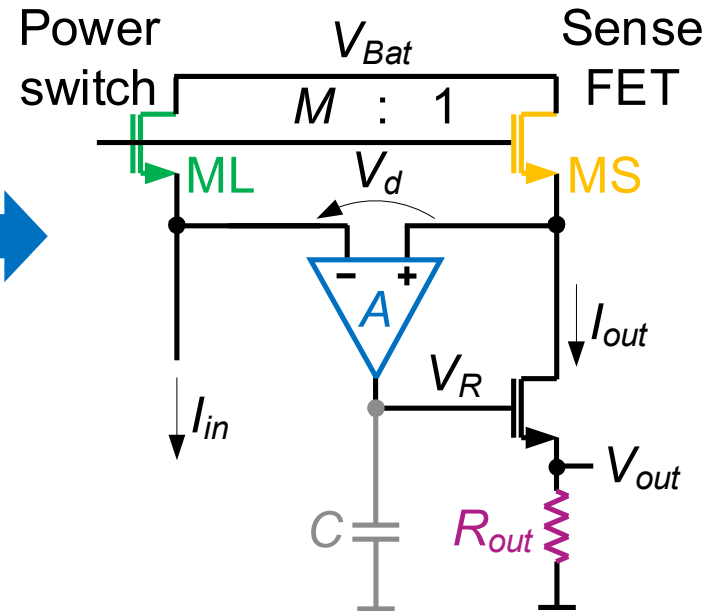 Power
switch
V_Bat
Sense
FET
M : 1
ML
V_d
MS
− +
A
I_out
V_R
I_in
V_out
C
R_out